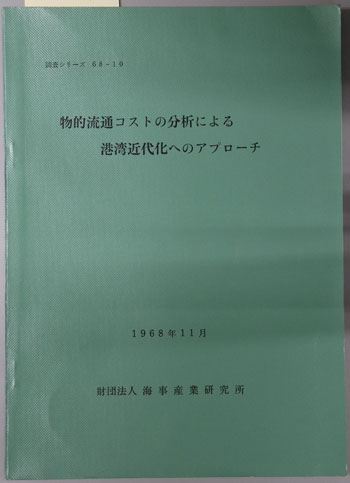 調査シリーズ 68-10
物的流通コストの分析による
港湾近代化へのアプローチ
1968年11月
財団法人 海事産業研究所